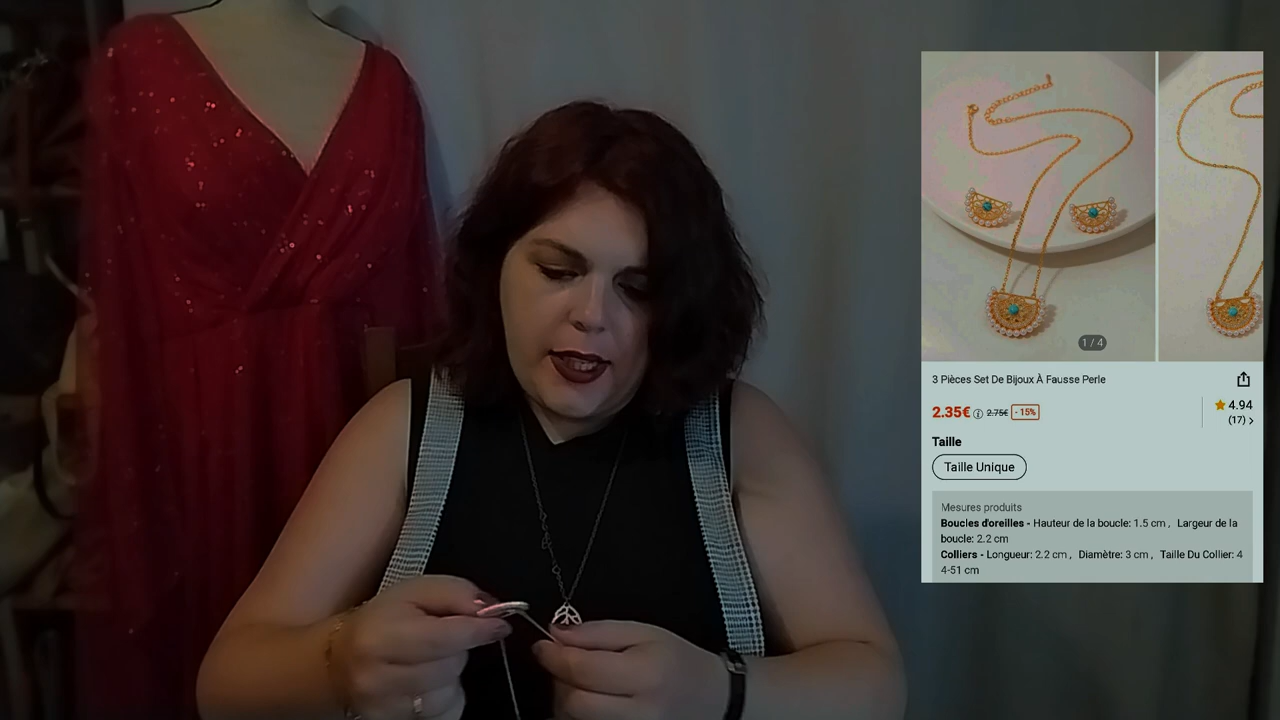 1 / 4
3 Pièces Set De Bijoux À Fausse Perle
2.35€ 2.75€ - 15%
4.94
(17)
Taille
Taille Unique
Mesures produits
Boucles d'oreilles - Hauteur de la boucle: 1.5 cm , Largeur de la
boucle: 2.2 cm
Colliers - Longueur: 2.2 cm , Diamètre: 3 cm , Taille Du Collier: 4
4-51 cm